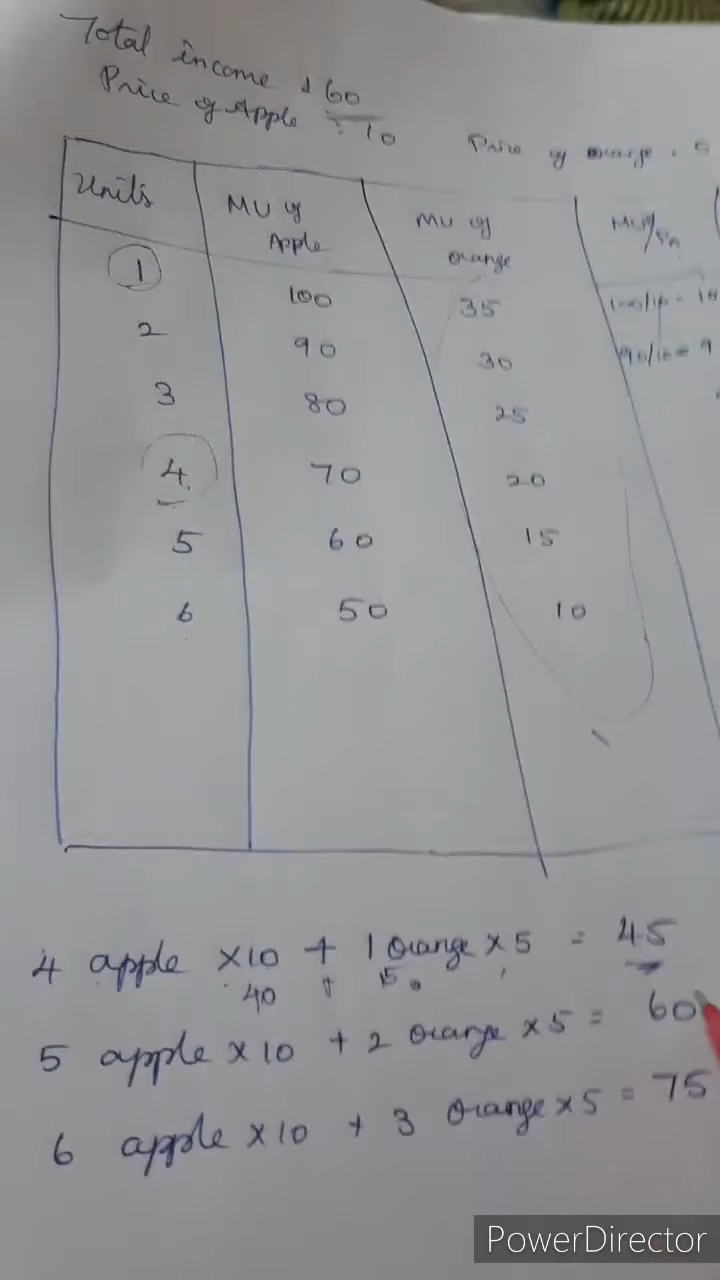 Total income $ 60
Price of Apple = 10 Price of orange = 5
Units MU of Apple MU of orange
1 100 35 100/10 = 10
2 90 30 90/10 = 9
3 80 25
4 70 20
5 60 15
6 50 10
4 apple ×10 + 1 orange ×5 = 45
40 + 5
5 apple ×10 + 2 orange ×5 = 60
6 apple ×10 + 3 orange ×5 = 75
PowerDirector